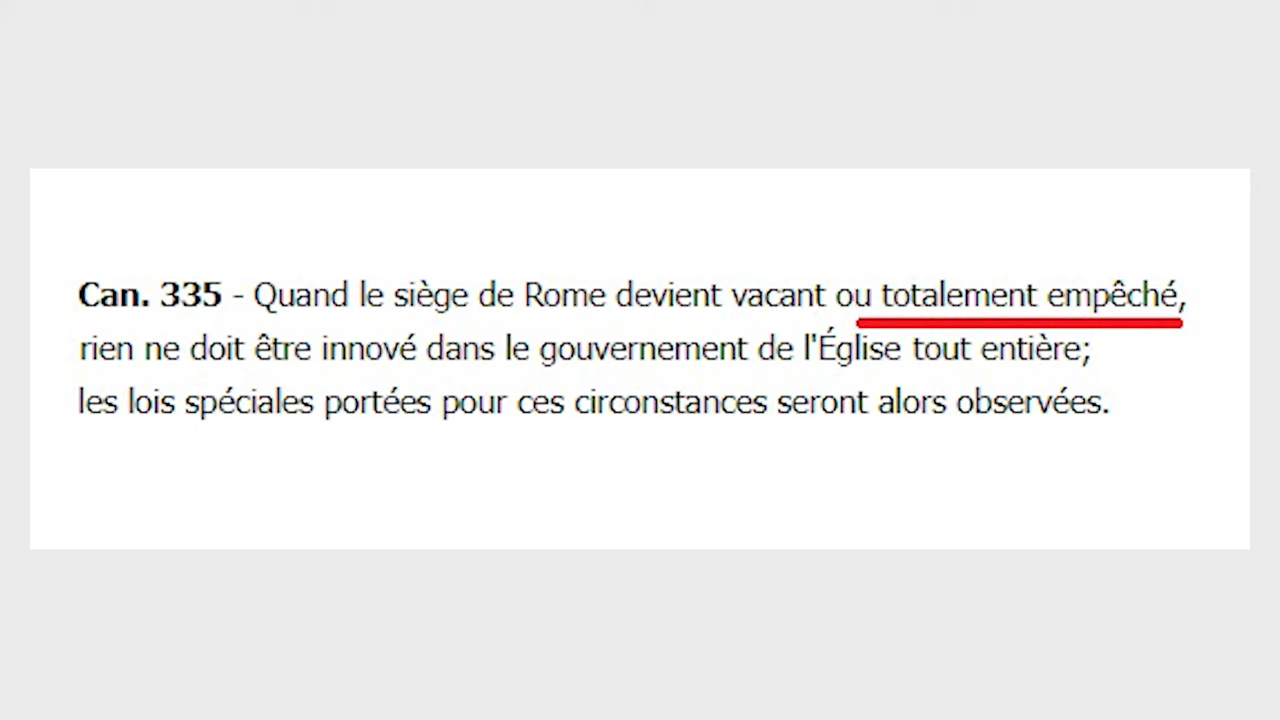 Can. 335 - Quand le siège de Rome devient vacant ou totalement empêché,
rien ne doit être innové dans le gouvernement de l'Église tout entière;
les lois spéciales portées pour ces circonstances seront alors observées.